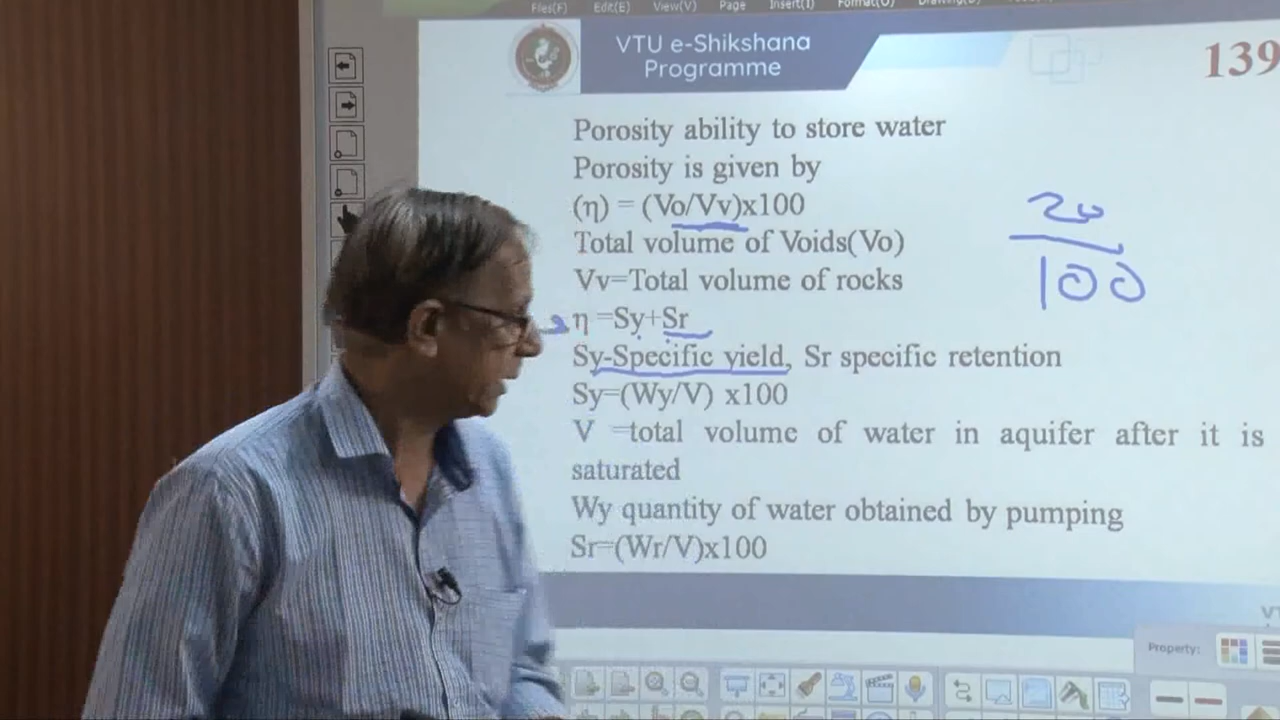 Files(F) Edit(E) View(V) Page Insert(I) Format(O)
VTU e-Shikshana
Programme
139
Porosity ability to store water
Porosity is given by
(η) = (Vo/Vv)x100
20
100
Total volume of Voids(Vo)
Vv=Total volume of rocks
η =Sy+Sr
Sy-Specific yield, Sr specific retention
Sy=(Wy/V) x100
V =total volume of water in aquifer after it is
saturated
Wy quantity of water obtained by pumping
Sr=(Wr/V)x100
Property: